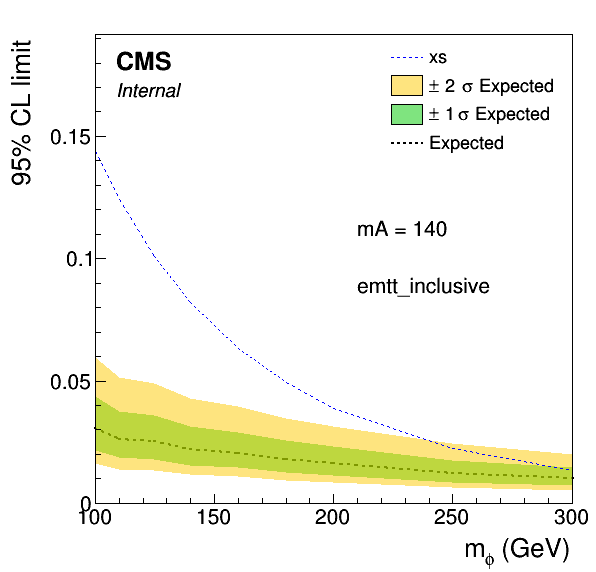 95% CL limit
CMS
Internal
xs
± 2 σ Expected
± 1 σ Expected
Expected
mA = 140
emtt_inclusive
0.15
0.1
0.05
0
100 150 200 250 300
m_ϕ (GeV)